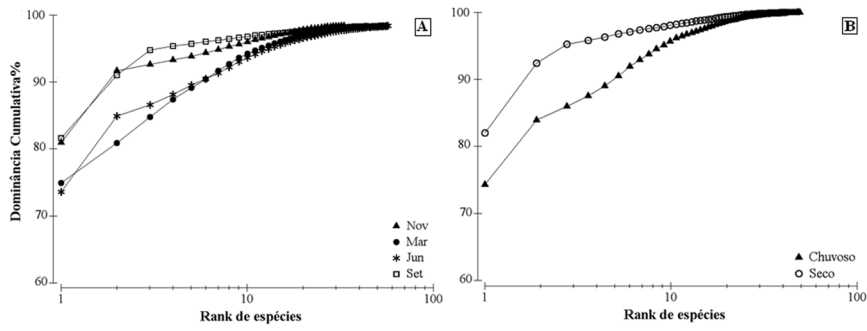 A
Dominância Cumulativa%
100
90
80
70
60
1
10
100
Rank de espécies
Nov
Mar
Jun
Set
B
100
90
80
70
60
1
10
100
Rank de espécies
Chuvoso
Seco